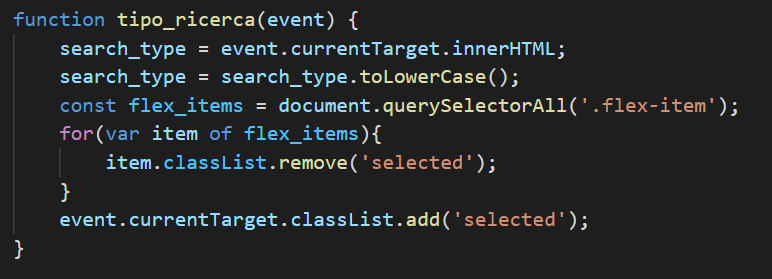 function tipo_ricerca(event) {
    search_type = event.currentTarget.innerHTML;
    search_type = search_type.toLowerCase();
    const flex_items = document.querySelectorAll('.flex-item');
    for(var item of flex_items){
        item.classList.remove('selected');
    }
    event.currentTarget.classList.add('selected');
}